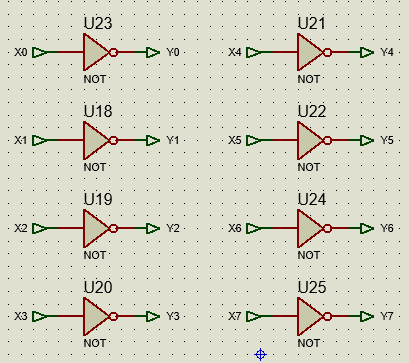 U23
X0 Y0
NOT
U18
X1 Y1
NOT
U19
X2 Y2
NOT
U20
X3 Y3
NOT
U21
X4 Y4
NOT
U22
X5 Y5
NOT
U24
X6 Y6
NOT
U25
X7 Y7
NOT